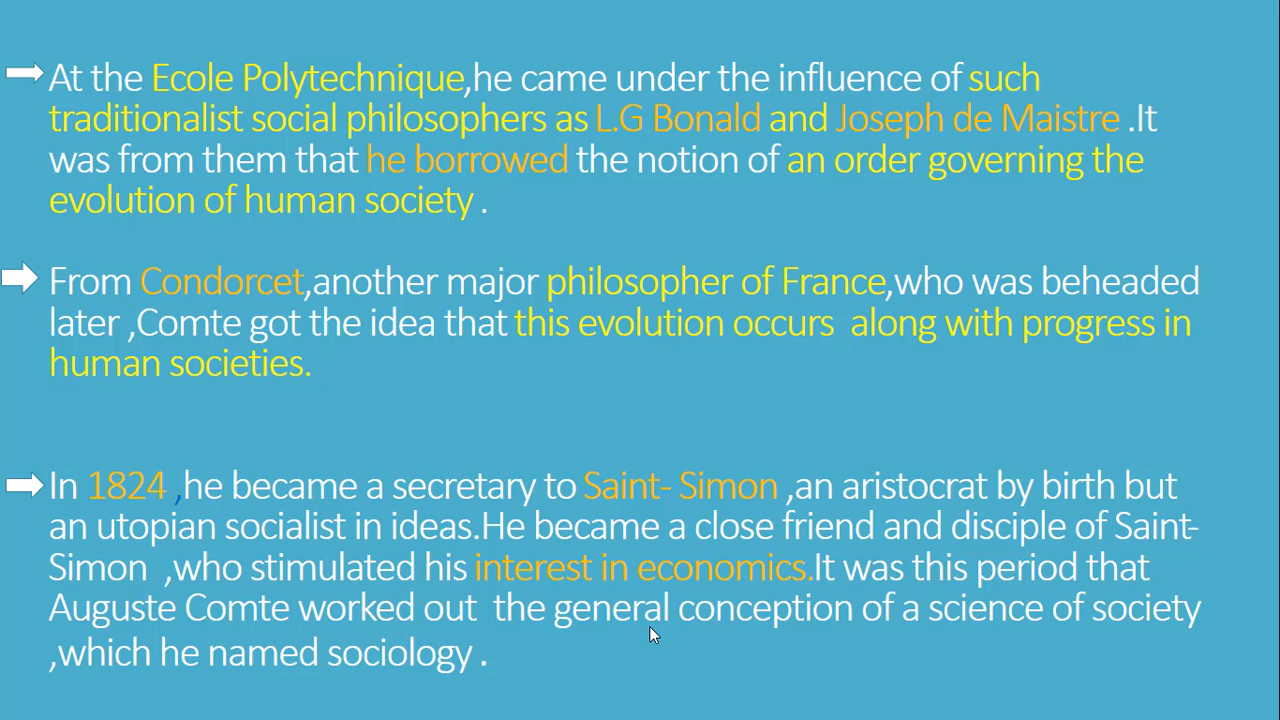 At the Ecole Polytechnique,he came under the influence of such
traditionalist social philosophers as L.G Bonald and Joseph de Maistre .It
was from them that he borrowed the notion of an order governing the
evolution of human society .
From Condorcet,another major philosopher of France,who was beheaded
later ,Comte got the idea that this evolution occurs along with progress in
human societies.
In 1824 ,he became a secretary to Saint- Simon ,an aristocrat by birth but
an utopian socialist in ideas.He became a close friend and disciple of Saint-
Simon ,who stimulated his interest in economics.It was this period that
Auguste Comte worked out the general conception of a science of society
,which he named sociology .